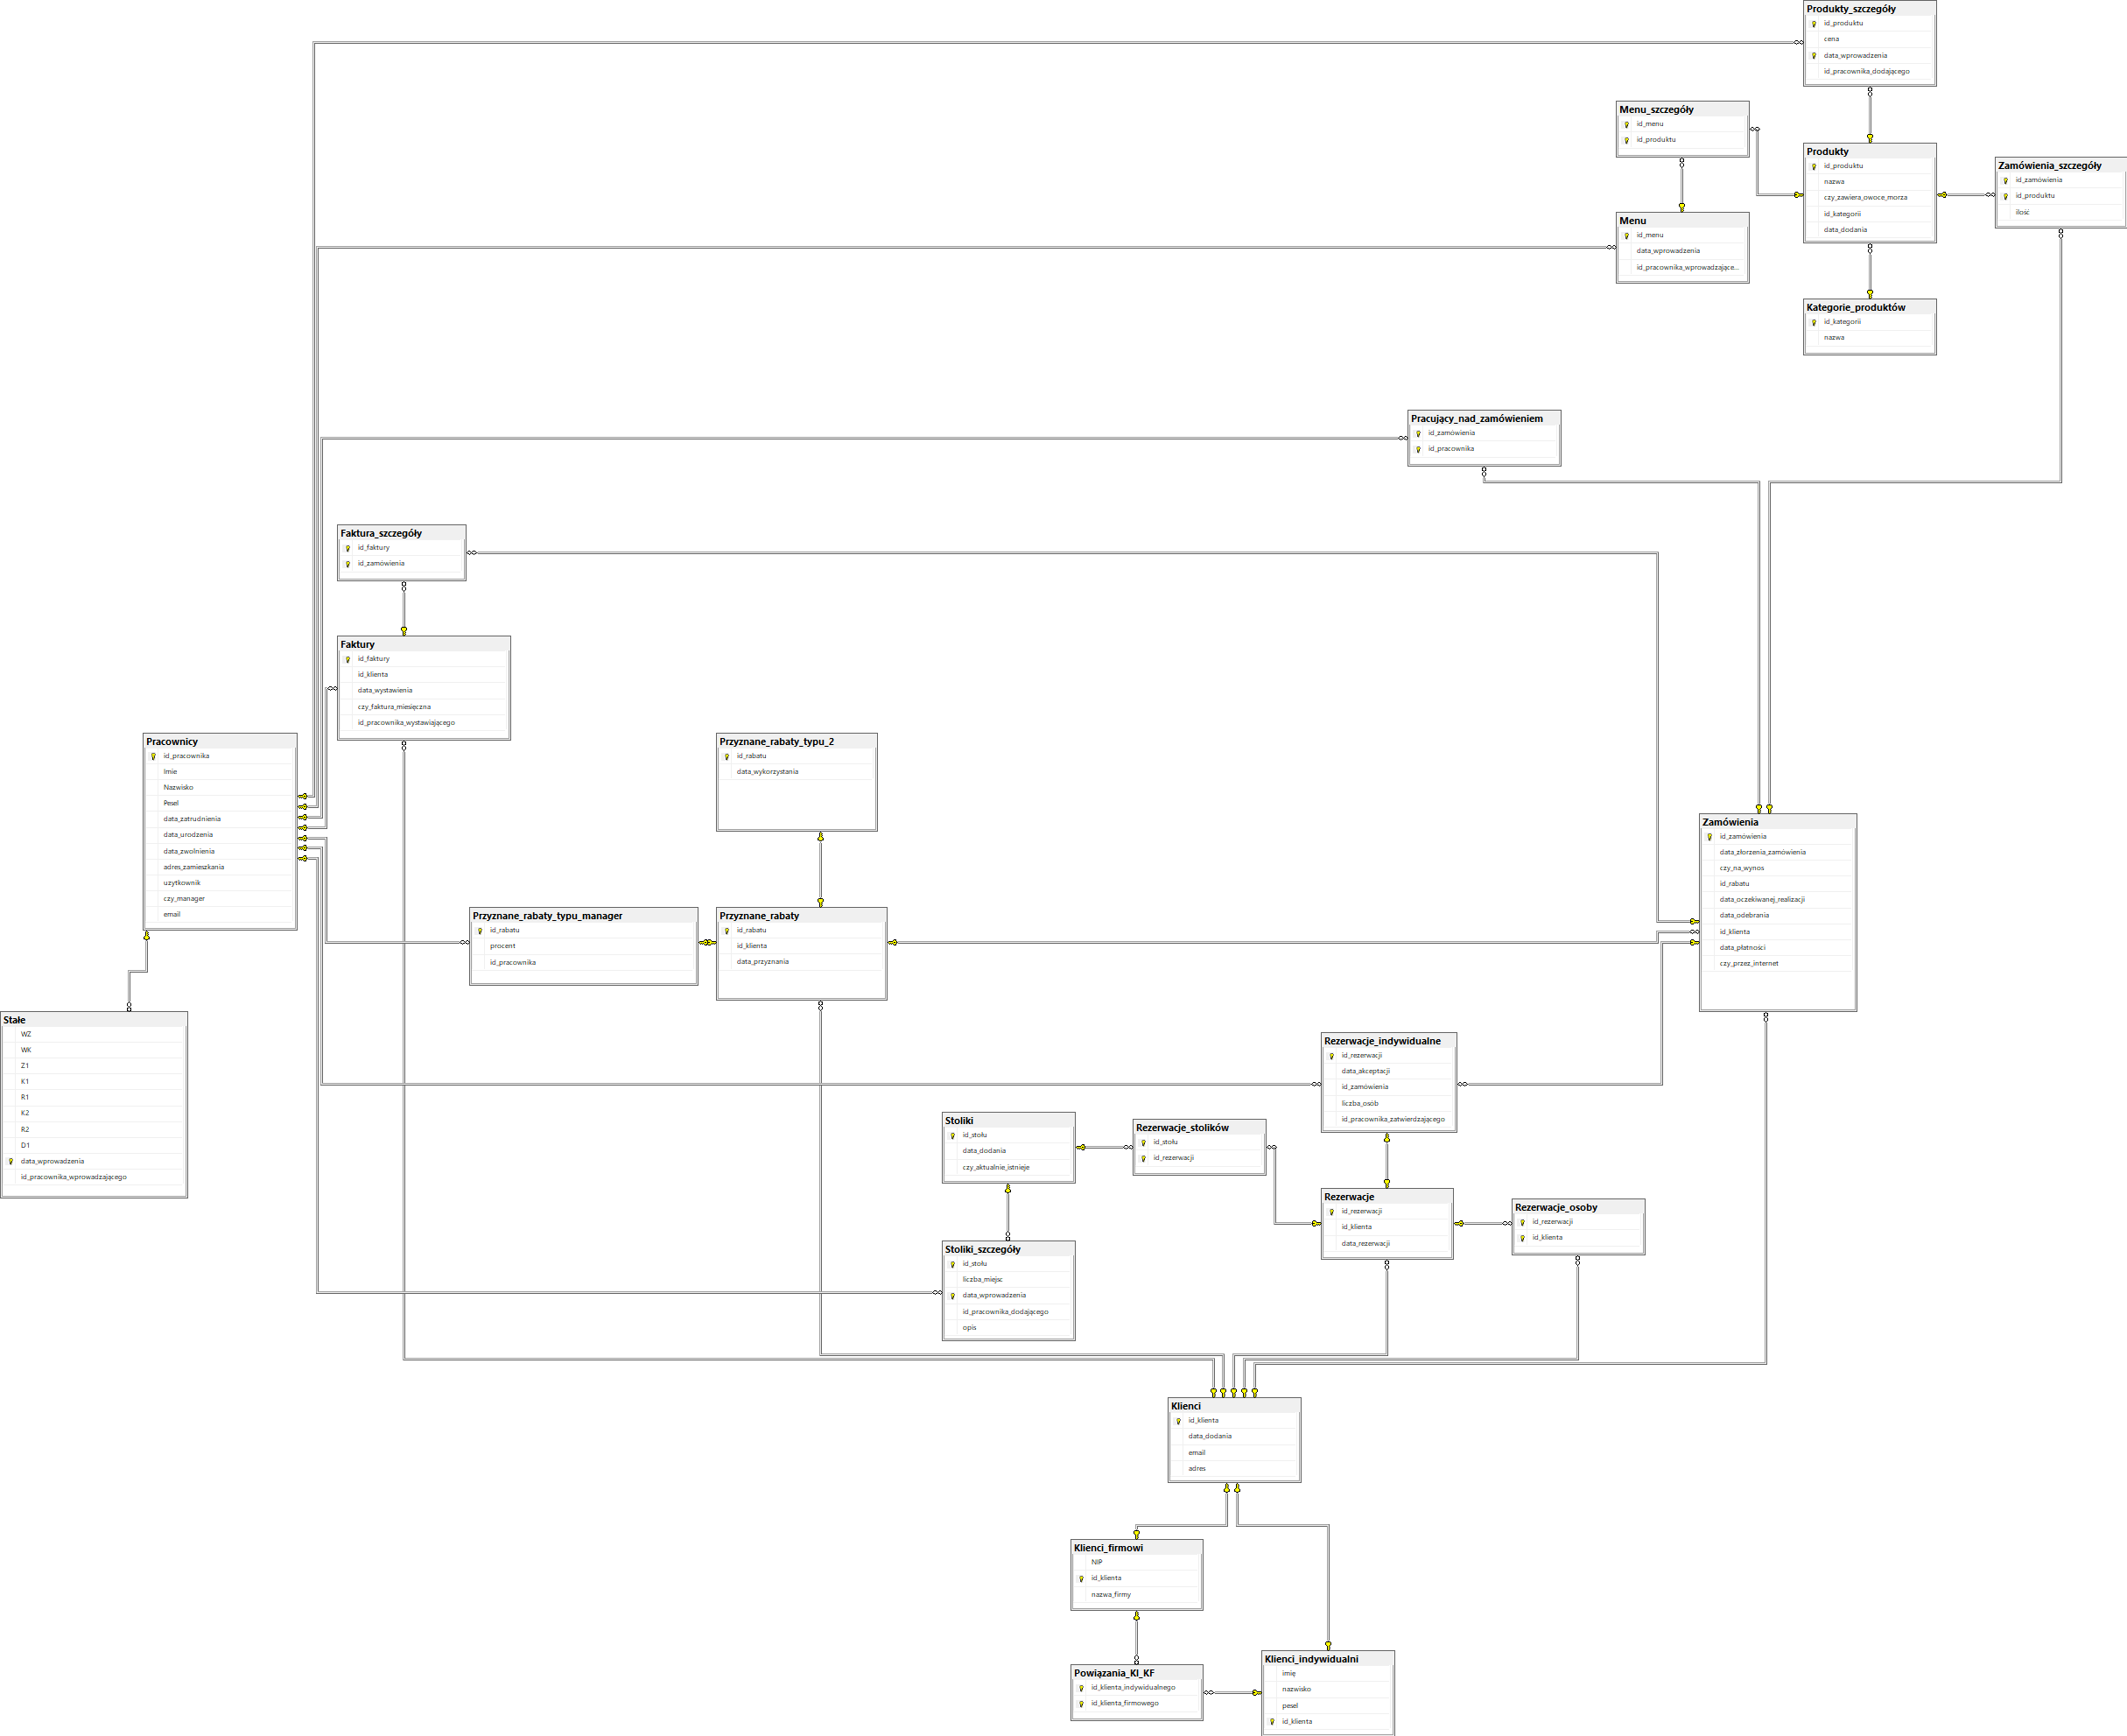 Produkty_szczegóły
id_produktu
cena
data_wprowadzenia
id_pracownika_dodającego
Menu_szczegóły
id_menu
id_produktu
Produkty
id_produktu
nazwa
czy_zawiera_owoce_morza
id_kategorii
data_dodania
Zamówienia_szczegóły
id_zamówienia
id_produktu
ilość
Menu
id_menu
data_wprowadzenia
id_pracownika_wprowadzające...
Kategorie_produktów
id_kategorii
nazwa
Pracujący_nad_zamówieniem
id_zamówienia
id_pracownika
Faktura_szczegóły
id_faktury
id_zamówienia
Faktury
id_faktury
id_klienta
data_wystawienia
czy_faktura_miesięczna
id_pracownika_wystawiającego
Pracownicy
id_pracownika
Imie
Nazwisko
Pesel
data_zatrudnienia
data_urodzenia
data_zwolnienia
adres_zamieszkania
uzytkownik
czy_manager
email
Przyznane_rabaty_typu_2
id_rabatu
data_wykorzystania
Zamówienia
id_zamówienia
data_złorzenia_zamówienia
czy_na_wynos
id_rabatu
data_oczekiwanej_realizacji
data_odebrania
id_klienta
data_płatności
czy_przez_internet
Przyznane_rabaty_typu_manager
id_rabatu
procent
id_pracownika
Przyznane_rabaty
id_rabatu
id_klienta
data_przyznania
Stałe
WZ
WK
Z1
K1
R1
K2
R2
D1
data_wprowadzenia
id_pracownika_wprowadzającego
Rezerwacje_indywidualne
id_rezerwacji
data_akceptacji
id_zamówienia
liczba_osób
id_pracownika_zatwierdzającego
Stoliki
id_stołu
data_dodania
czy_aktualnie_istnieje
Rezerwacje_stolików
id_stołu
id_rezerwacji
Rezerwacje
id_rezerwacji
id_klienta
data_rezerwacji
Rezerwacje_osoby
id_rezerwacji
id_klienta
Stoliki_szczegóły
id_stołu
liczba_miejsc
data_wprowadzenia
id_pracownika_dodającego
opis
Klienci
id_klienta
data_dodania
email
adres
Klienci_firmowi
NIP
id_klienta
nazwa_firmy
Powiązania_KI_KF
id_klienta_indywidualnego
id_klienta_firmowego
Klienci_indywidualni
imię
nazwisko
pesel
id_klienta